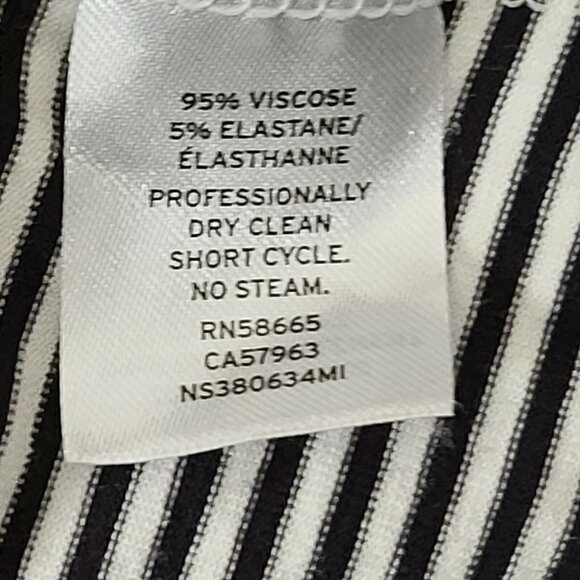 95% VISCOSE
5% ELASTANE/
ÉLASTHANNE
PROFESSIONALLY
DRY CLEAN
SHORT CYCLE.
NO STEAM.
RN58665
CA57963
NS380634MI